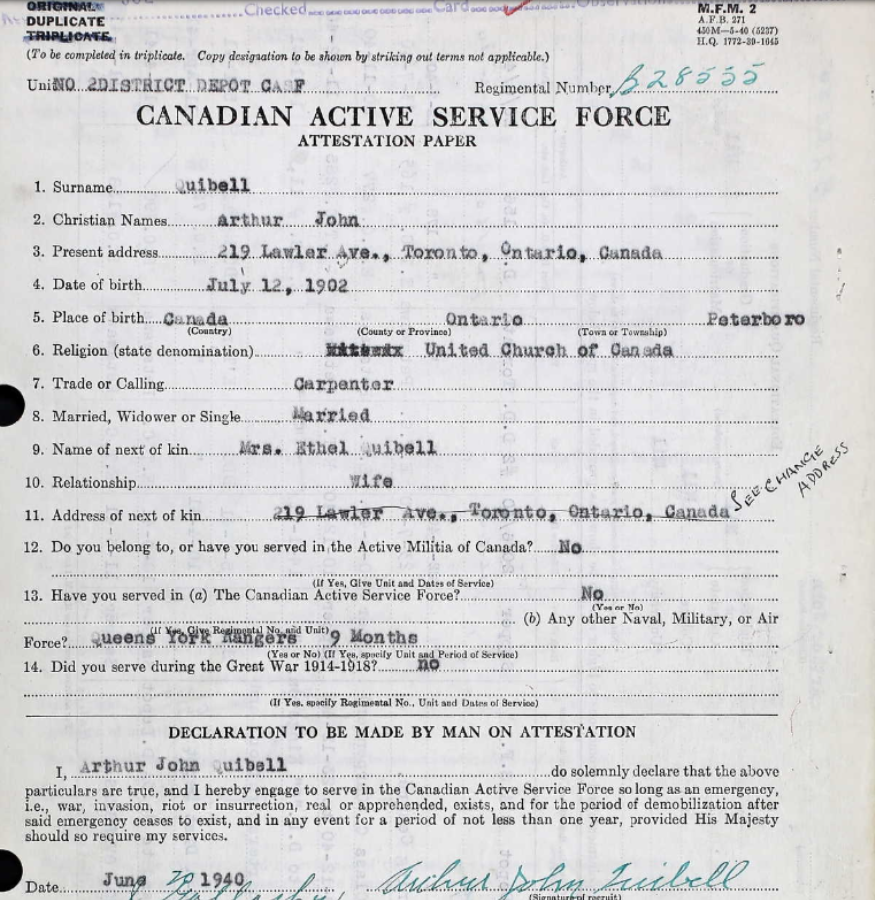 Checked Card
ORIGINAL
DUPLICATE
TRIPLICATE
M.F.M. 2
A.F.B. 271
450M—5-40 (5237)
H.Q. 1772-39-1645
(To be completed in triplicate. Copy designation to be shown by striking out terms not applicable.)
Unit NO 2DISTRICT DEPOT CASF Regimental Number B28555
CANADIAN ACTIVE SERVICE FORCE
ATTESTATION PAPER
1. Surname Quibell
2. Christian Names Arthur John
3. Present address 219 Lawler Ave., Toronto, Ontario, Canada
4. Date of birth July 12, 1902
5. Place of birth Canada Ontario Peterboro
(Country) (County or Province) (Town or Township)
6. Religion (state denomination) United Church of Canada
7. Trade or Calling Carpenter
8. Married, Widower or Single Married
9. Name of next of kin Mrs. Ethel Quibell
10. Relationship Wife
11. Address of next of kin 219 Lawler Ave., Toronto, Ontario, Canada SEE CHANGE ADDRESS
12. Do you belong to, or have you served in the Active Militia of Canada? No
(If Yes, Give Unit and Dates of Service)
13. Have you served in (a) The Canadian Active Service Force? No
(Yes or No)
(b) Any other Naval, Military, or Air
(If Yes, Give Regimental No. and Unit)
Force? Queens York Rangers 9 Months
(Yes or No) (If Yes, specify Unit and Period of Service)
14. Did you serve during the Great War 1914-1918? no
(If Yes, specify Regimental No., Unit and Dates of Service)
DECLARATION TO BE MADE BY MAN ON ATTESTATION
I, Arthur John Quibell do solemnly declare that the above
particulars are true, and I hereby engage to serve in the Canadian Active Service Force so long as an emergency,
i.e., war, invasion, riot or insurrection, real or apprehended, exists, and for the period of demobilization after
said emergency ceases to exist, and in any event for a period of not less than one year, provided His Majesty
should so require my services.
Date June 1940 Arthur John Quibell
(Signature of recruit)